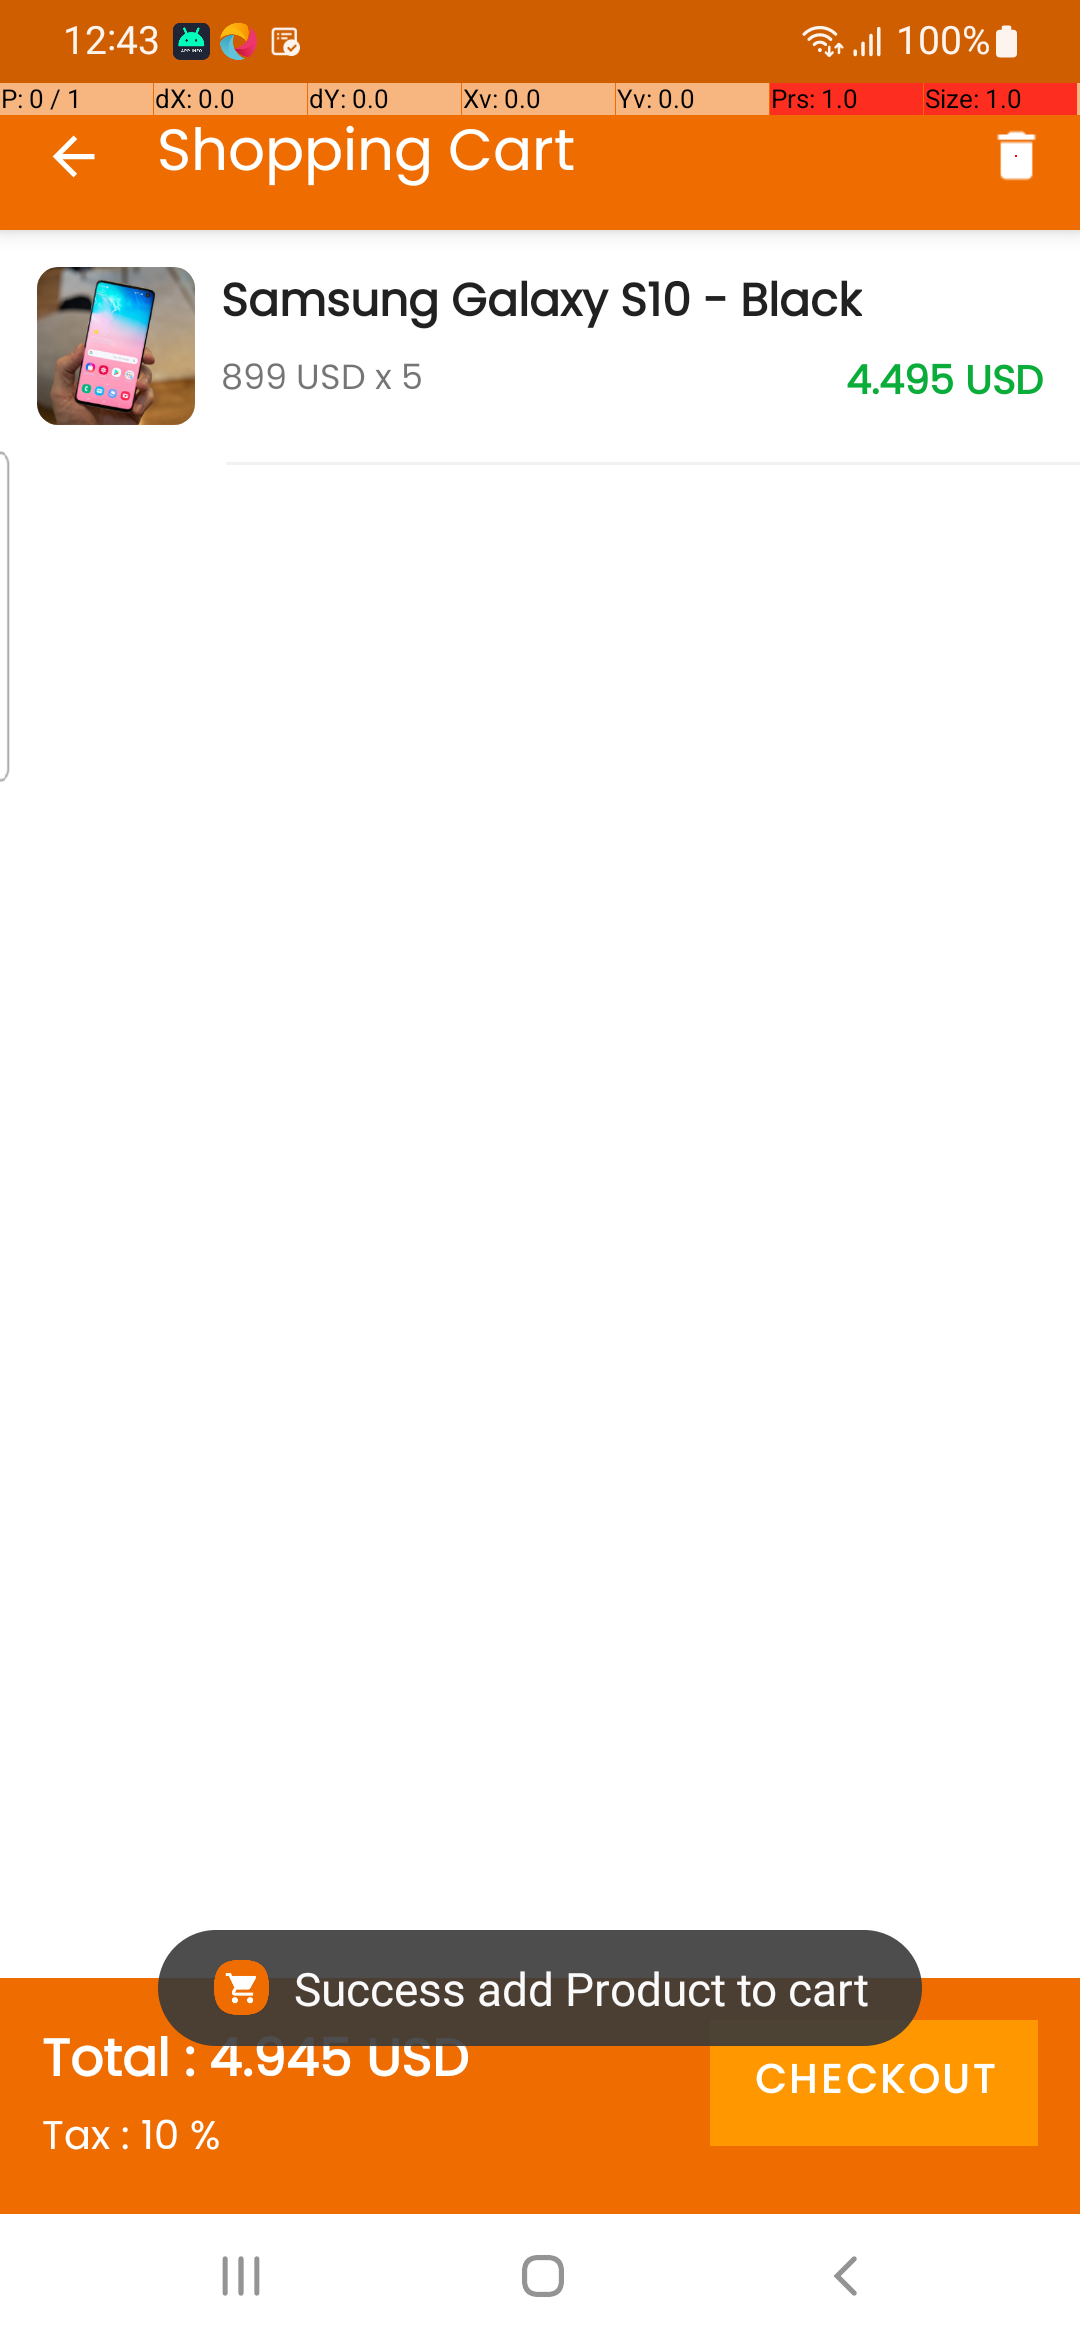 12:43
100%
P: 0 / 1 dX: 0.0 dY: 0.0 Xv: 0.0 Yv: 0.0 Prs: 1.0 Size: 1.0
Shopping Cart
Samsung Galaxy S10 - Black
899 USD x 5
4.495 USD
Success add Product to cart
Total : 4.945 USD
CHECKOUT
Tax : 10 %